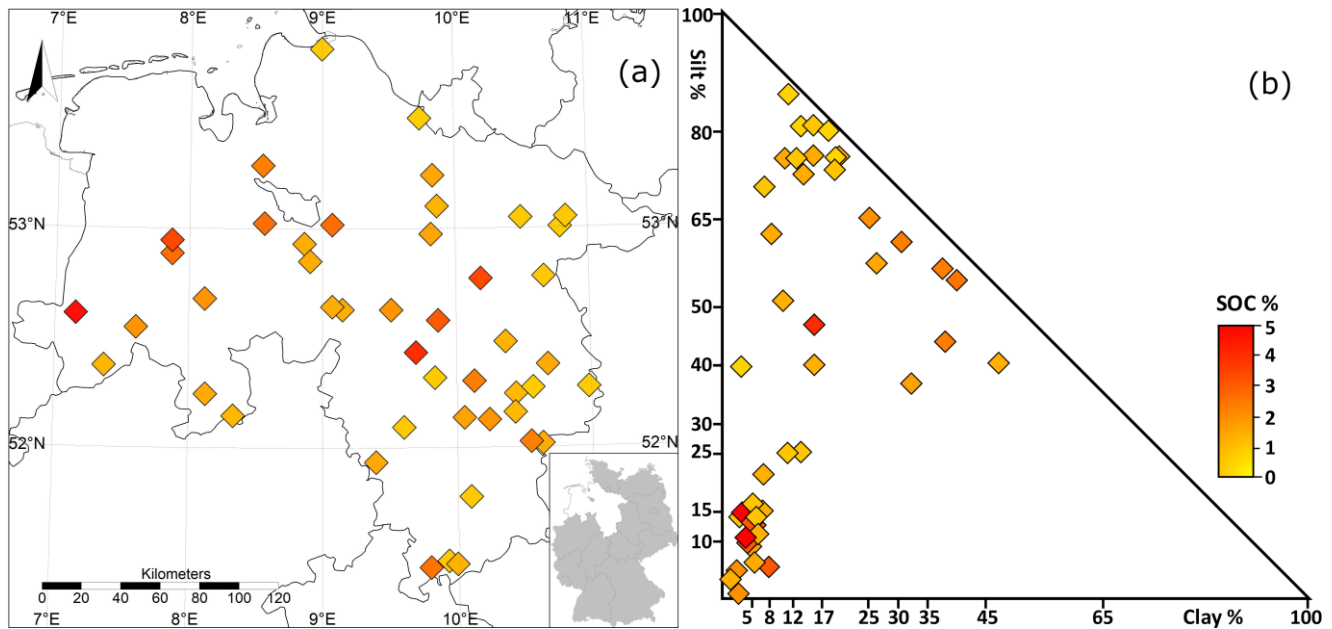 7°E 8°E 9°E 10°E 11°E
(a)
53°N 53°N
52°N 52°N
Kilometers
0 20 40 60 80 100 120
7°E 8°E 9°E 10°E
100
Silt %
80
65
50
40
30
25
15
10
(b)
SOC %
5
4
3
2
1
0
5 8 12 17 25 30 35 45 65 Clay % 100